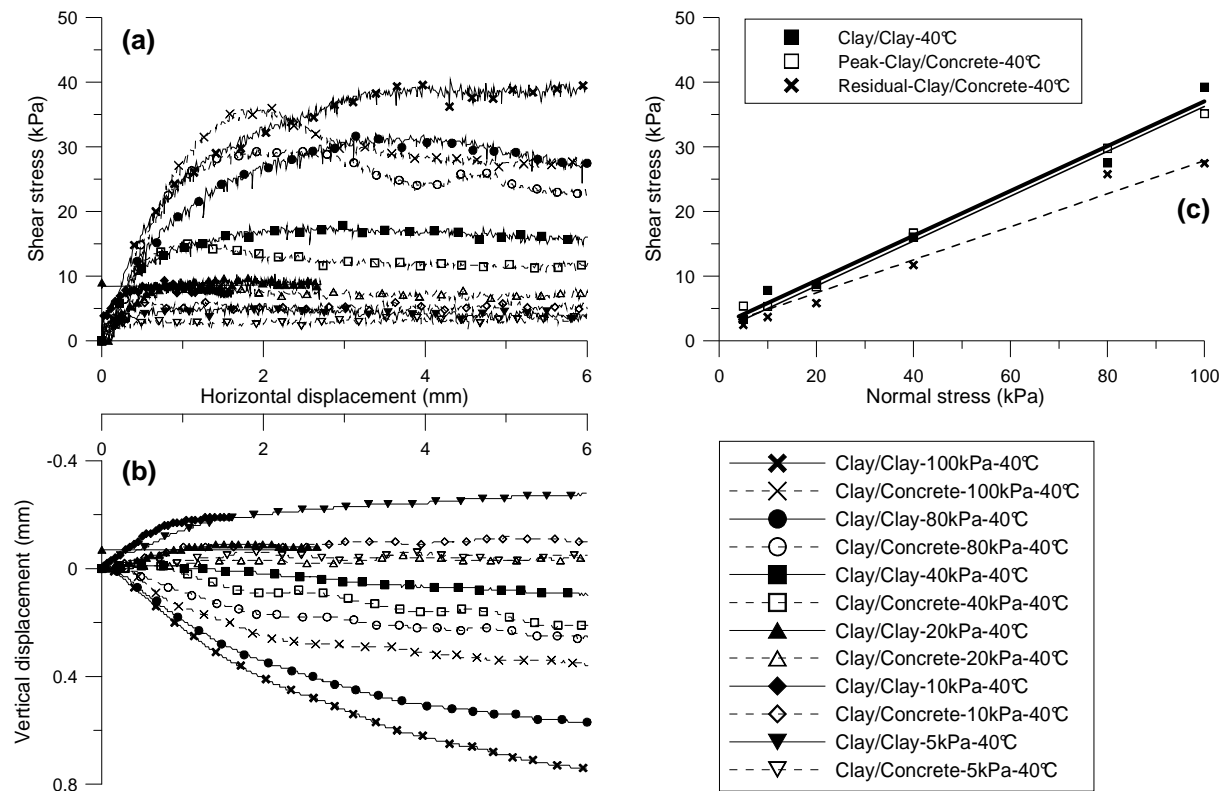 (a)
50
40
30
20
10
0
Shear stress (kPa)
0 2 4 6
Horizontal displacement (mm)
(c)
50
40
30
20
10
0
Shear stress (kPa)
Clay/Clay-40°C
Peak-Clay/Concrete-40°C
Residual-Clay/Concrete-40°C
0 20 40 60 80 100
Normal stress (kPa)
(b)
0 2 4 6
-0.4
0
0.4
0.8
Vertical displacement (mm)
Clay/Clay-100kPa-40°C
Clay/Concrete-100kPa-40°C
Clay/Clay-80kPa-40°C
Clay/Concrete-80kPa-40°C
Clay/Clay-40kPa-40°C
Clay/Concrete-40kPa-40°C
Clay/Clay-20kPa-40°C
Clay/Concrete-20kPa-40°C
Clay/Clay-10kPa-40°C
Clay/Concrete-10kPa-40°C
Clay/Clay-5kPa-40°C
Clay/Concrete-5kPa-40°C